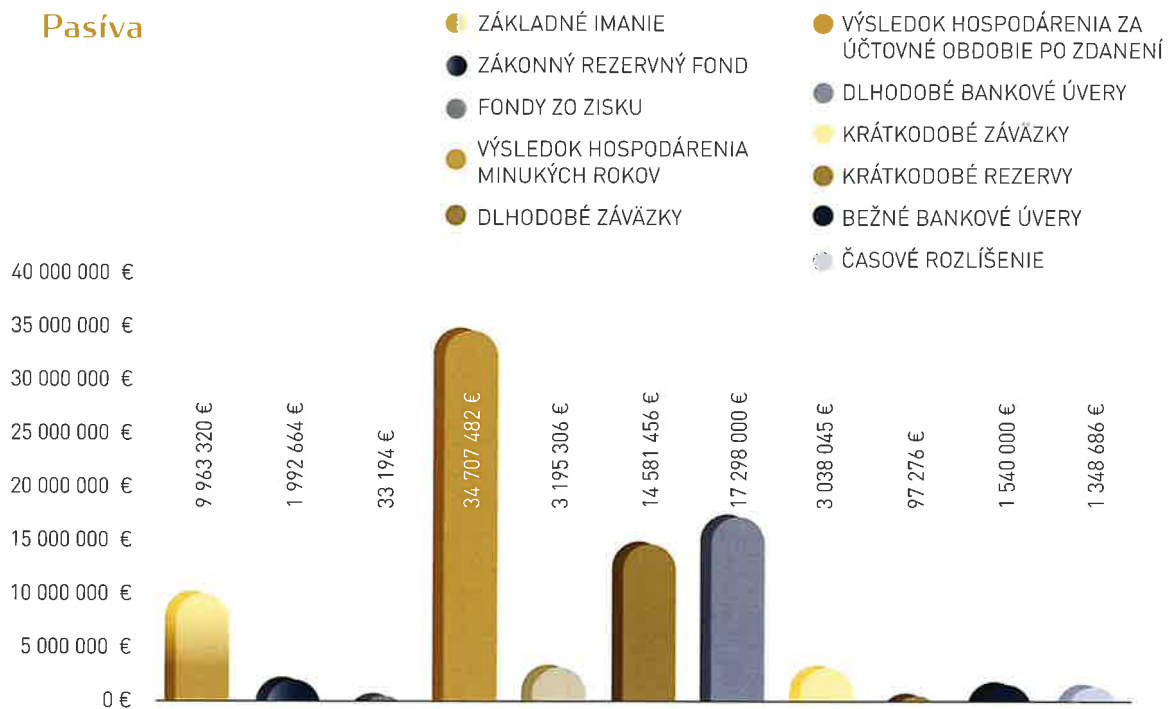 Pasíva
ZÁKLADNÉ IMANIE
ZÁKONNÝ REZERVNÝ FOND
FONDY ZO ZISKU
VÝSLEDOK HOSPODÁRENIA
MINUKÝCH ROKOV
DLHODOBÉ ZÁVÄZKY
VÝSLEDOK HOSPODÁRENIA ZA
ÚČTOVNÉ OBDOBIE PO ZDANENÍ
DLHODOBÉ BANKOVÉ ÚVERY
KRÁTKODOBÉ ZÁVÄZKY
KRÁTKODOBÉ REZERVY
BEŽNÉ BANKOVÉ ÚVERY
ČASOVÉ ROZLÍŠENIE
40 000 000 €
35 000 000 €
30 000 000 €
25 000 000 €
20 000 000 €
15 000 000 €
10 000 000 €
5 000 000 €
0 €
9 963 320 €
1 992 664 €
33 194 €
34 707 482 €
3 195 306 €
14 581 456 €
17 298 000 €
3 038 045 €
97 276 €
1 540 000 €
1 348 686 €